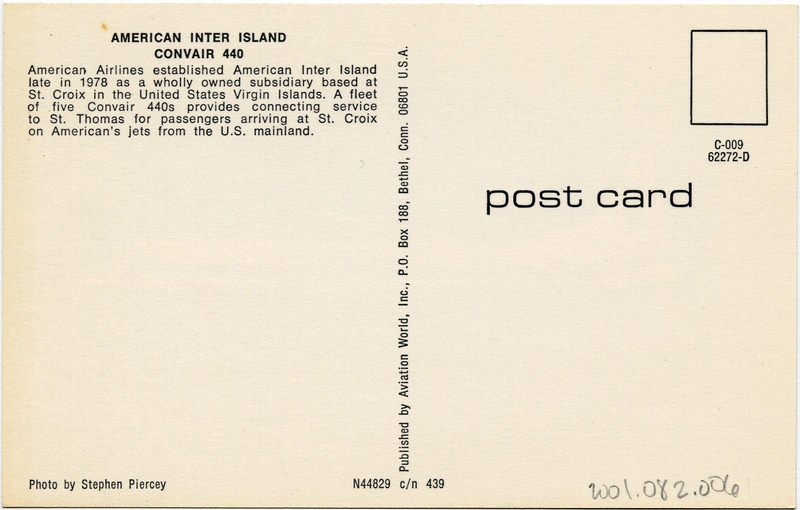 AMERICAN INTER ISLAND
CONVAIR 440
American Airlines established American Inter Island
late in 1978 as a wholly owned subsidiary based at
St. Croix in the United States Virgin Islands. A fleet
of five Convair 440s provides connecting service
to St. Thomas for passengers arriving at St. Croix
on American's jets from the U.S. mainland.
Photo by Stephen Piercey
N44829 c/n 439
Published by Aviation World, Inc., P.O. Box 188, Bethel, Conn. 06801 U.S.A.
C-009
62272-D
post card
2001.082.006